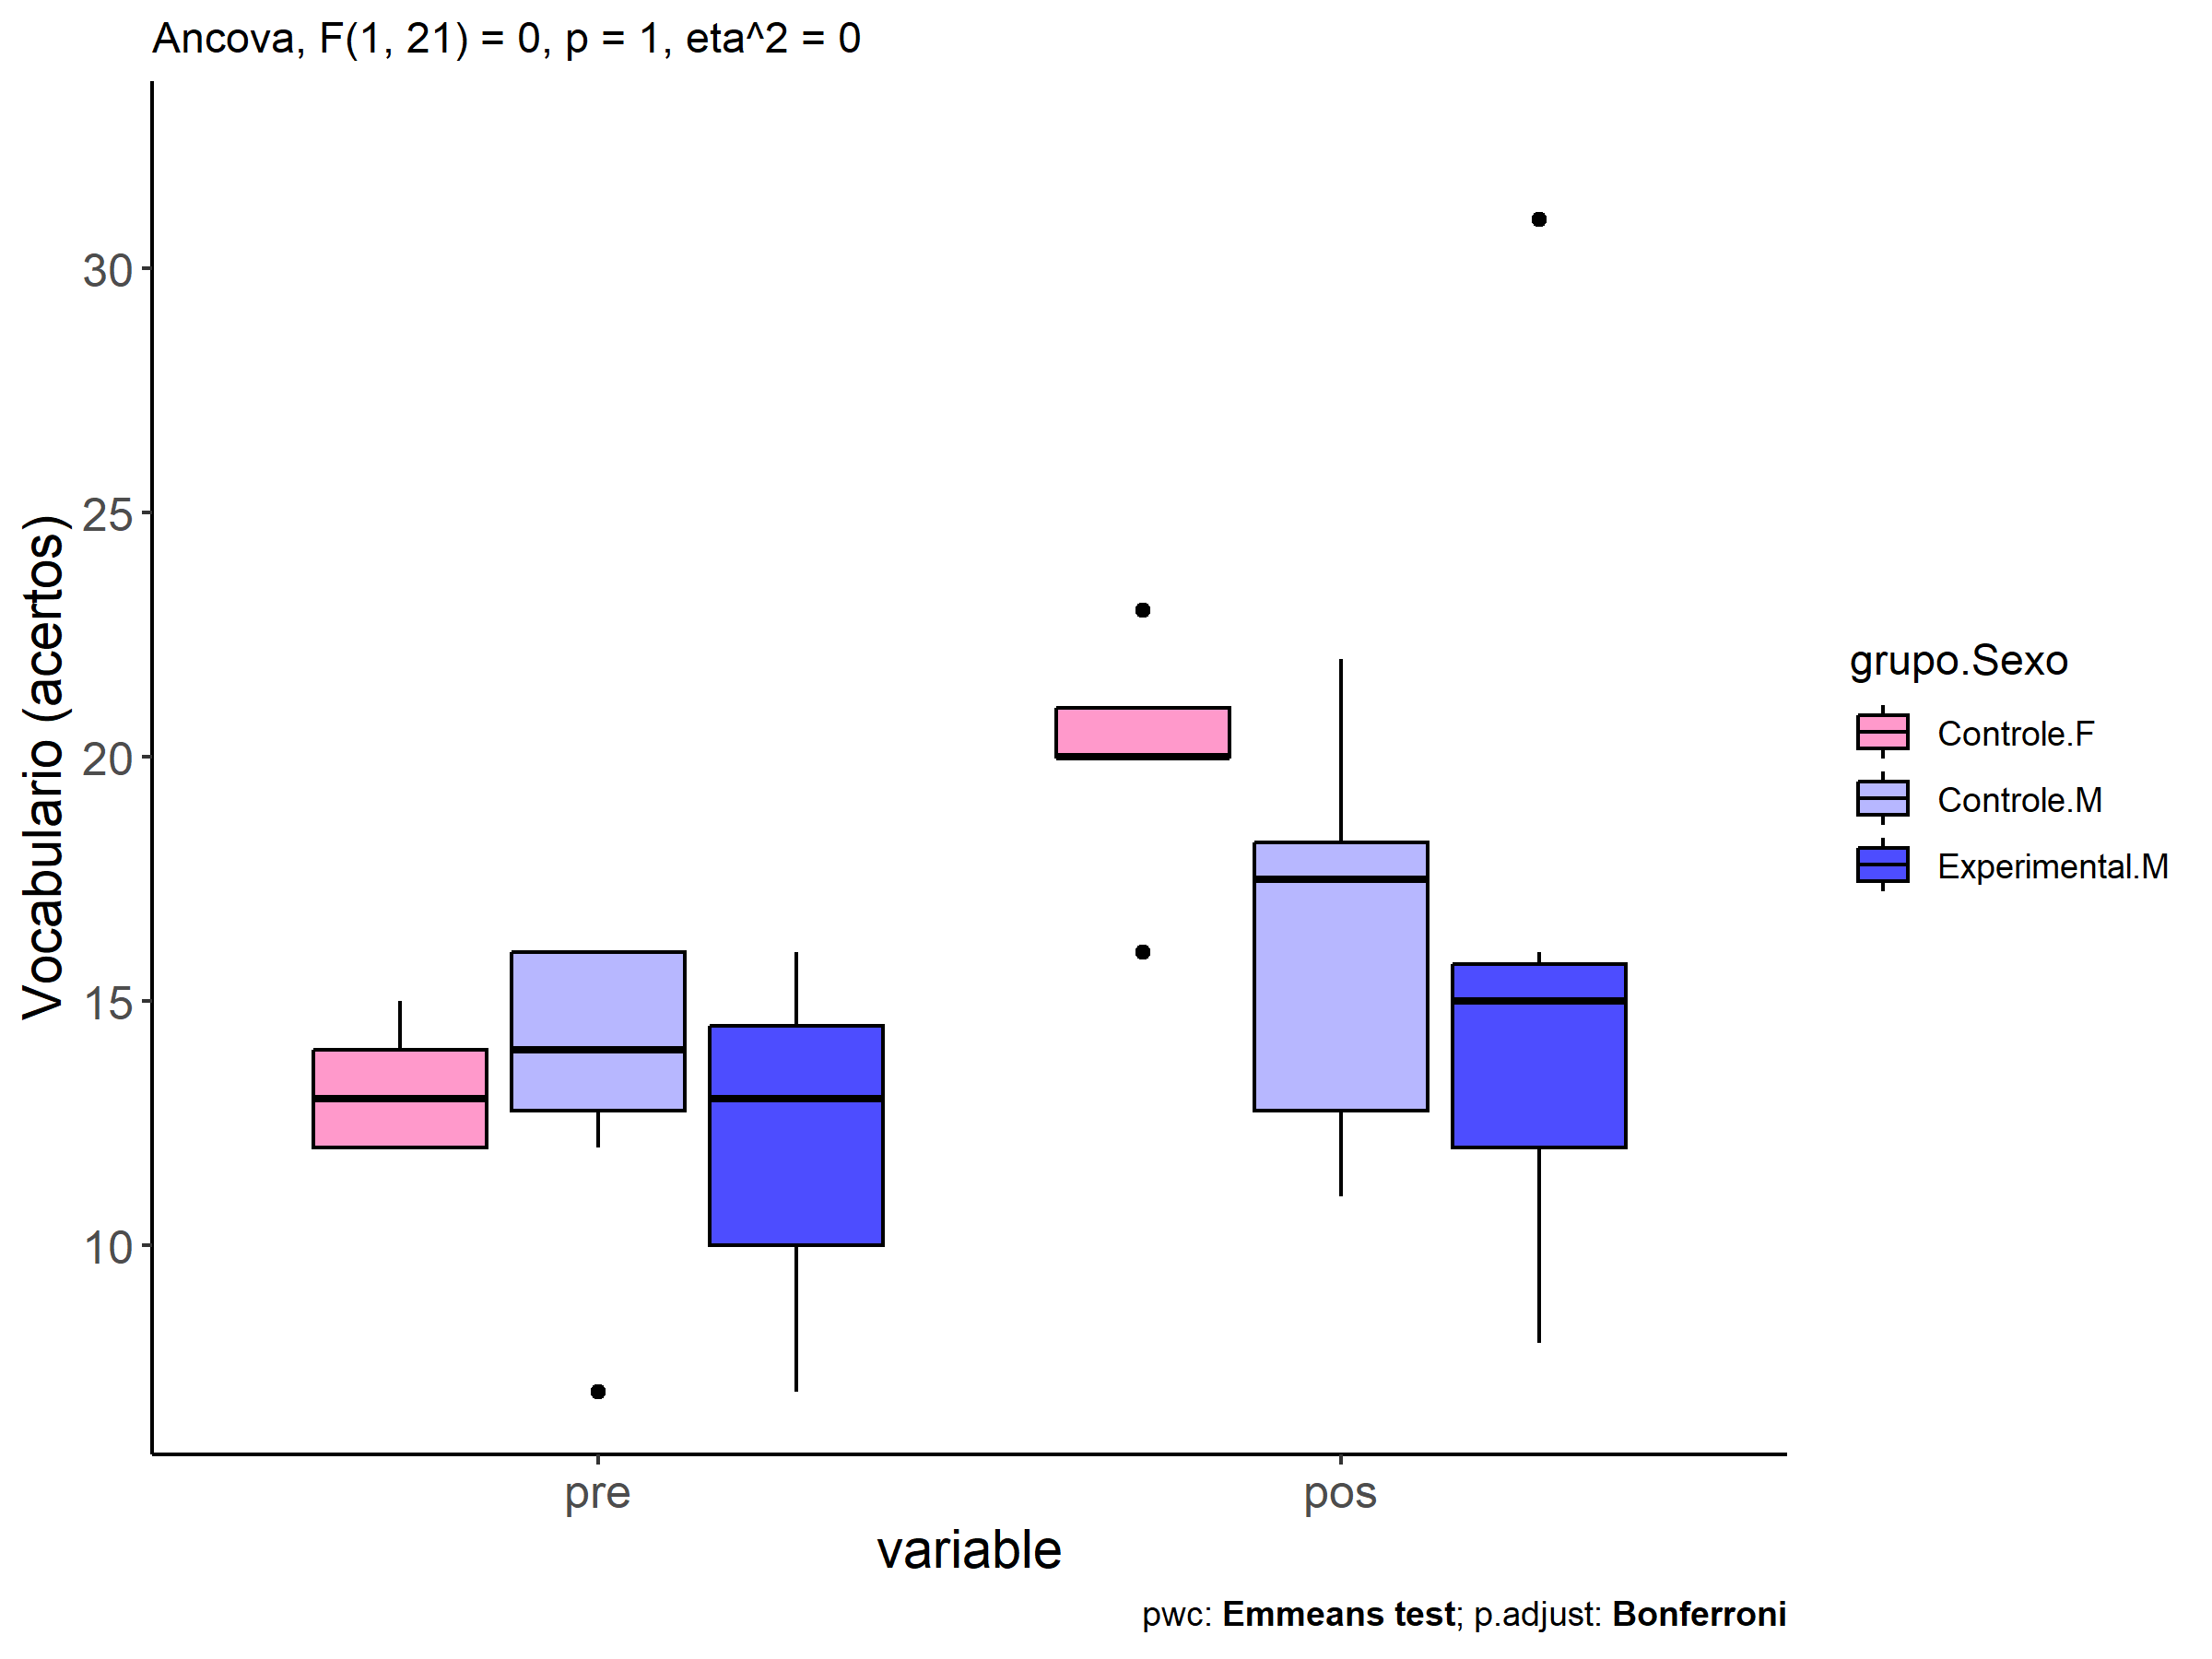 Ancova, F(1, 21) = 0, p = 1, eta^2 = 0
Vocabulario (acertos)
30
25
20
15
10
pre
pos
variable
grupo.Sexo
Controle.F
Controle.M
Experimental.M
pwc: Emmeans test; p.adjust: Bonferroni